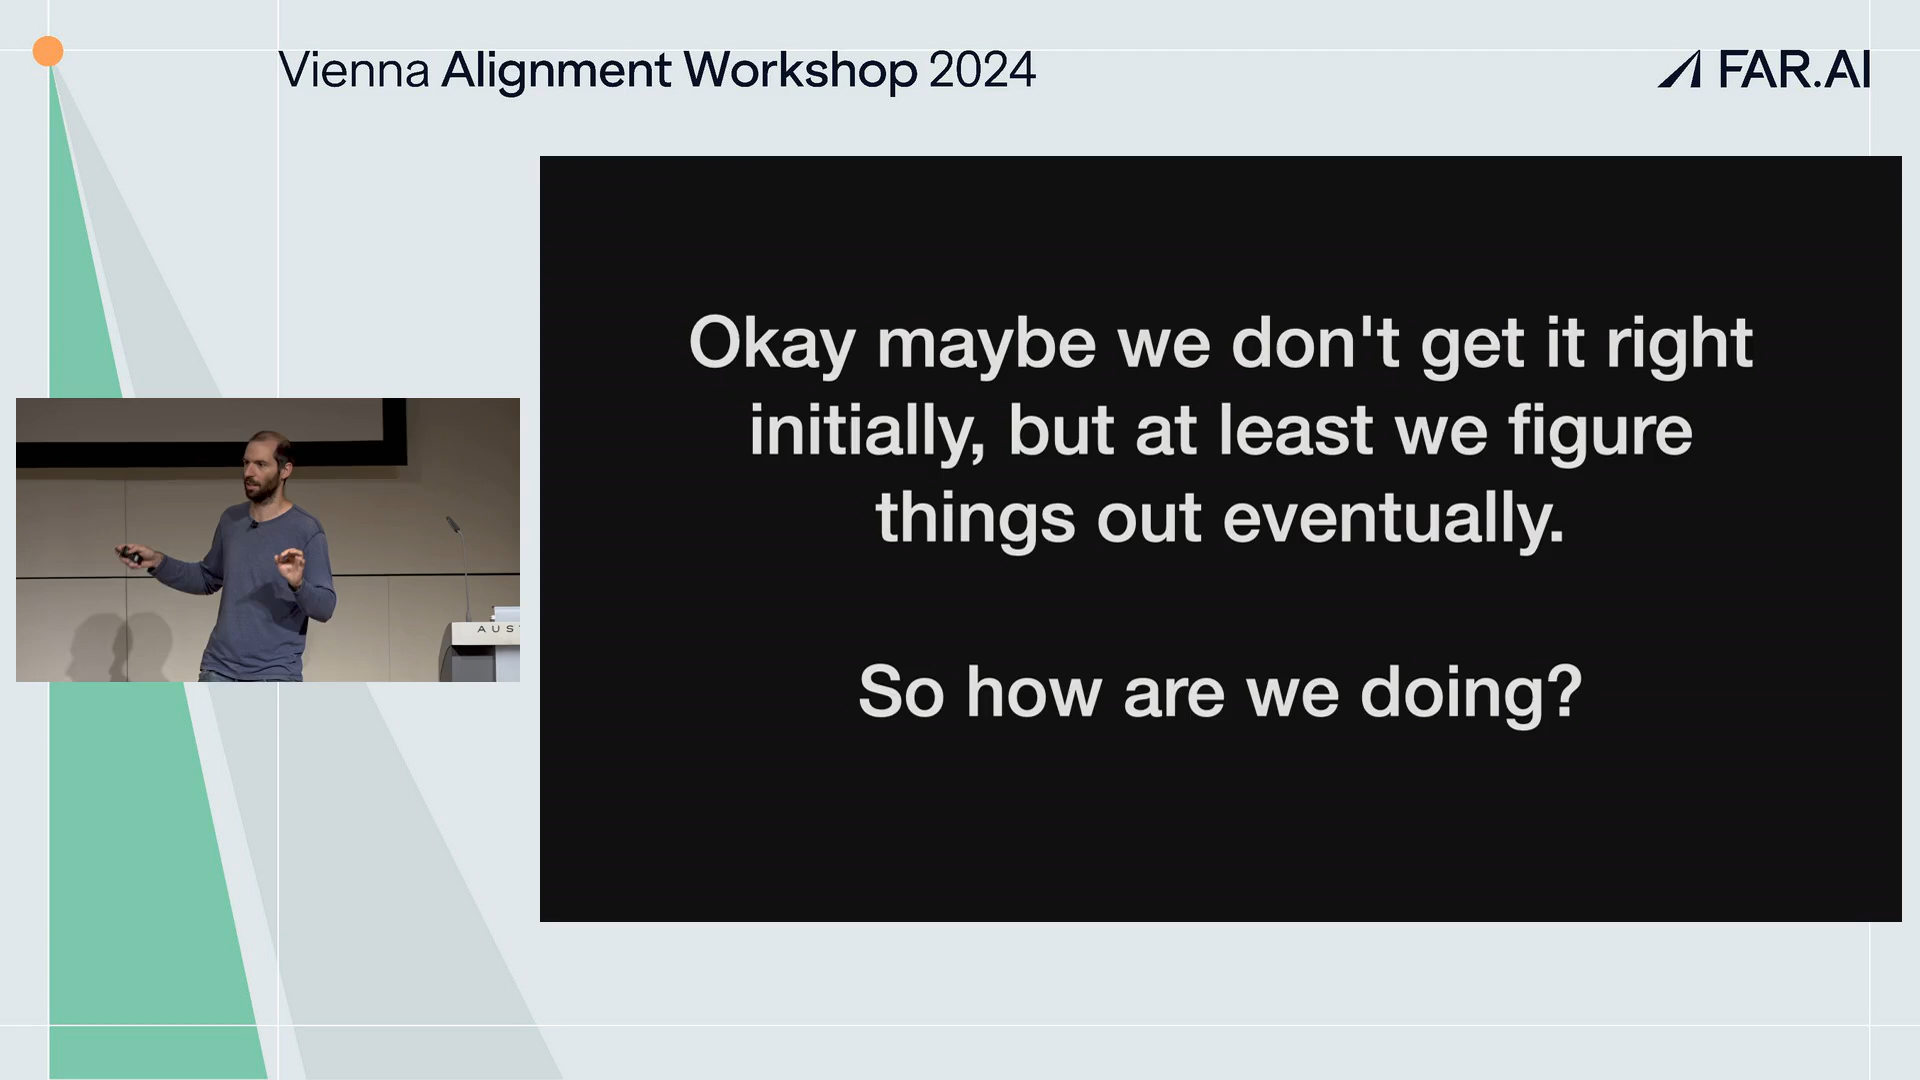 Vienna Alignment Workshop 2024
FAR.AI
Okay maybe we don't get it right
initially, but at least we figure
things out eventually.
So how are we doing?
AUS